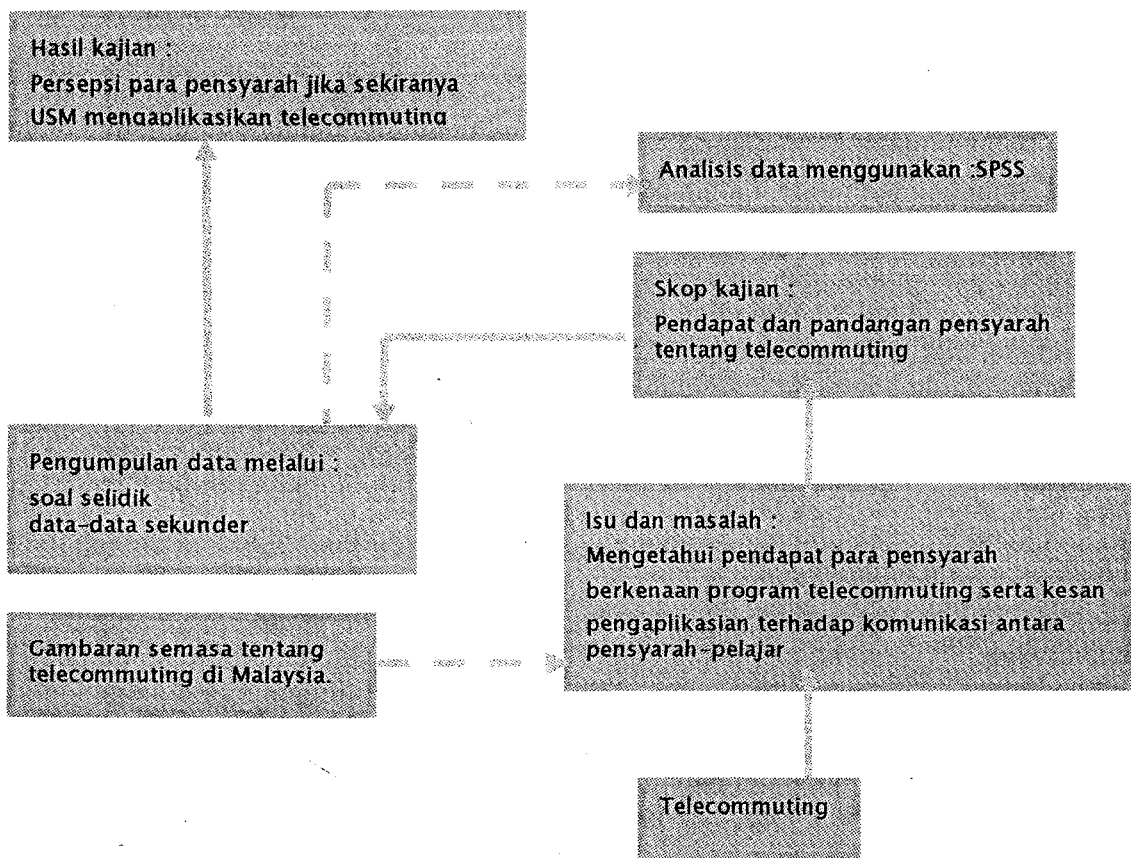 Hasil kajian :
Persepsi para pensyarah jika sekiranya
USM mengaplikasikan telecommuting
Analisis data menggunakan :SPSS
Skop kajian :
Pendapat dan pandangan pensyarah
tentang telecommuting
Pengumpulan data melalui :
soal selidik
data-data sekunder
Isu dan masalah :
Mengetahui pendapat para pensyarah
berkenaan program telecommuting serta kesan
pengaplikasian terhadap komunikasi antara
pensyarah-pelajar
Gambaran semasa tentang
telecommuting di Malaysia.
Telecommuting